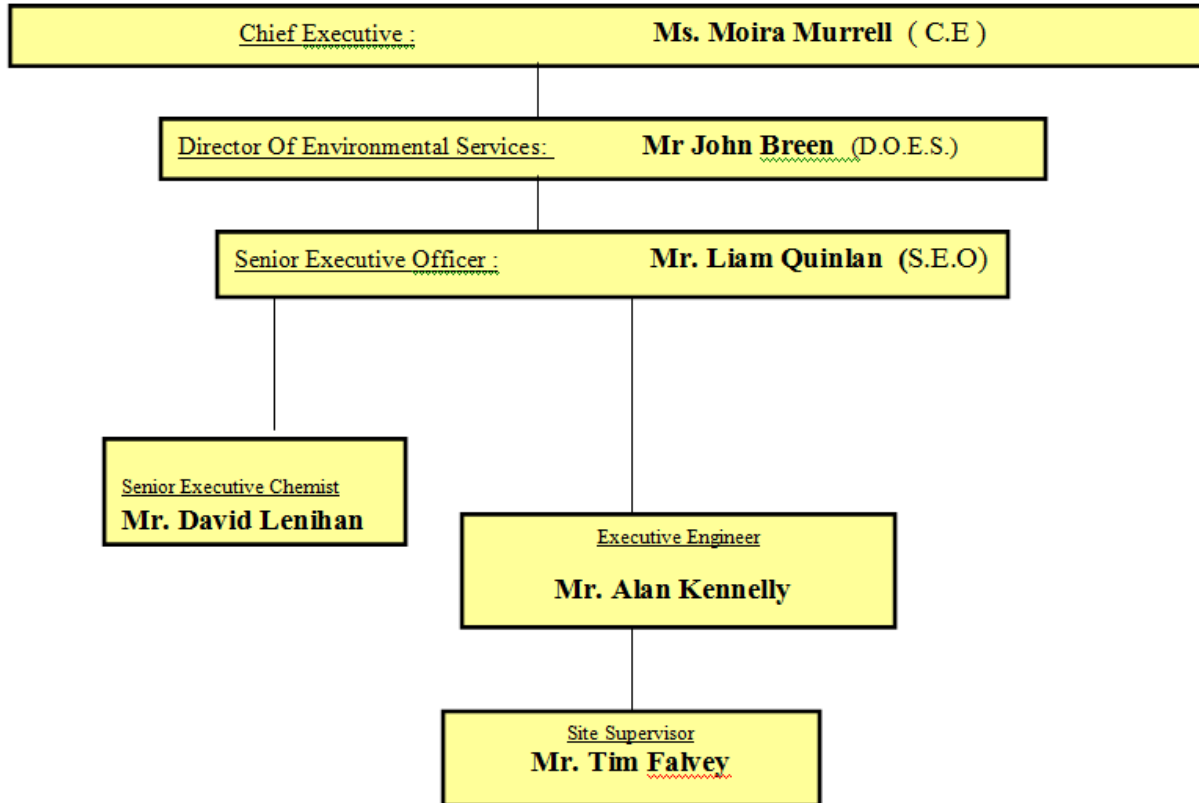 Chief Executive : Ms. Moira Murrell ( C.E )
Director Of Environmental Services: Mr John Breen (D.O.E.S.)
Senior Executive Officer : Mr. Liam Quinlan (S.E.O)
Senior Executive Chemist
Mr. David Lenihan
Executive Engineer
Mr. Alan Kennelly
Site Supervisor
Mr. Tim Falvey